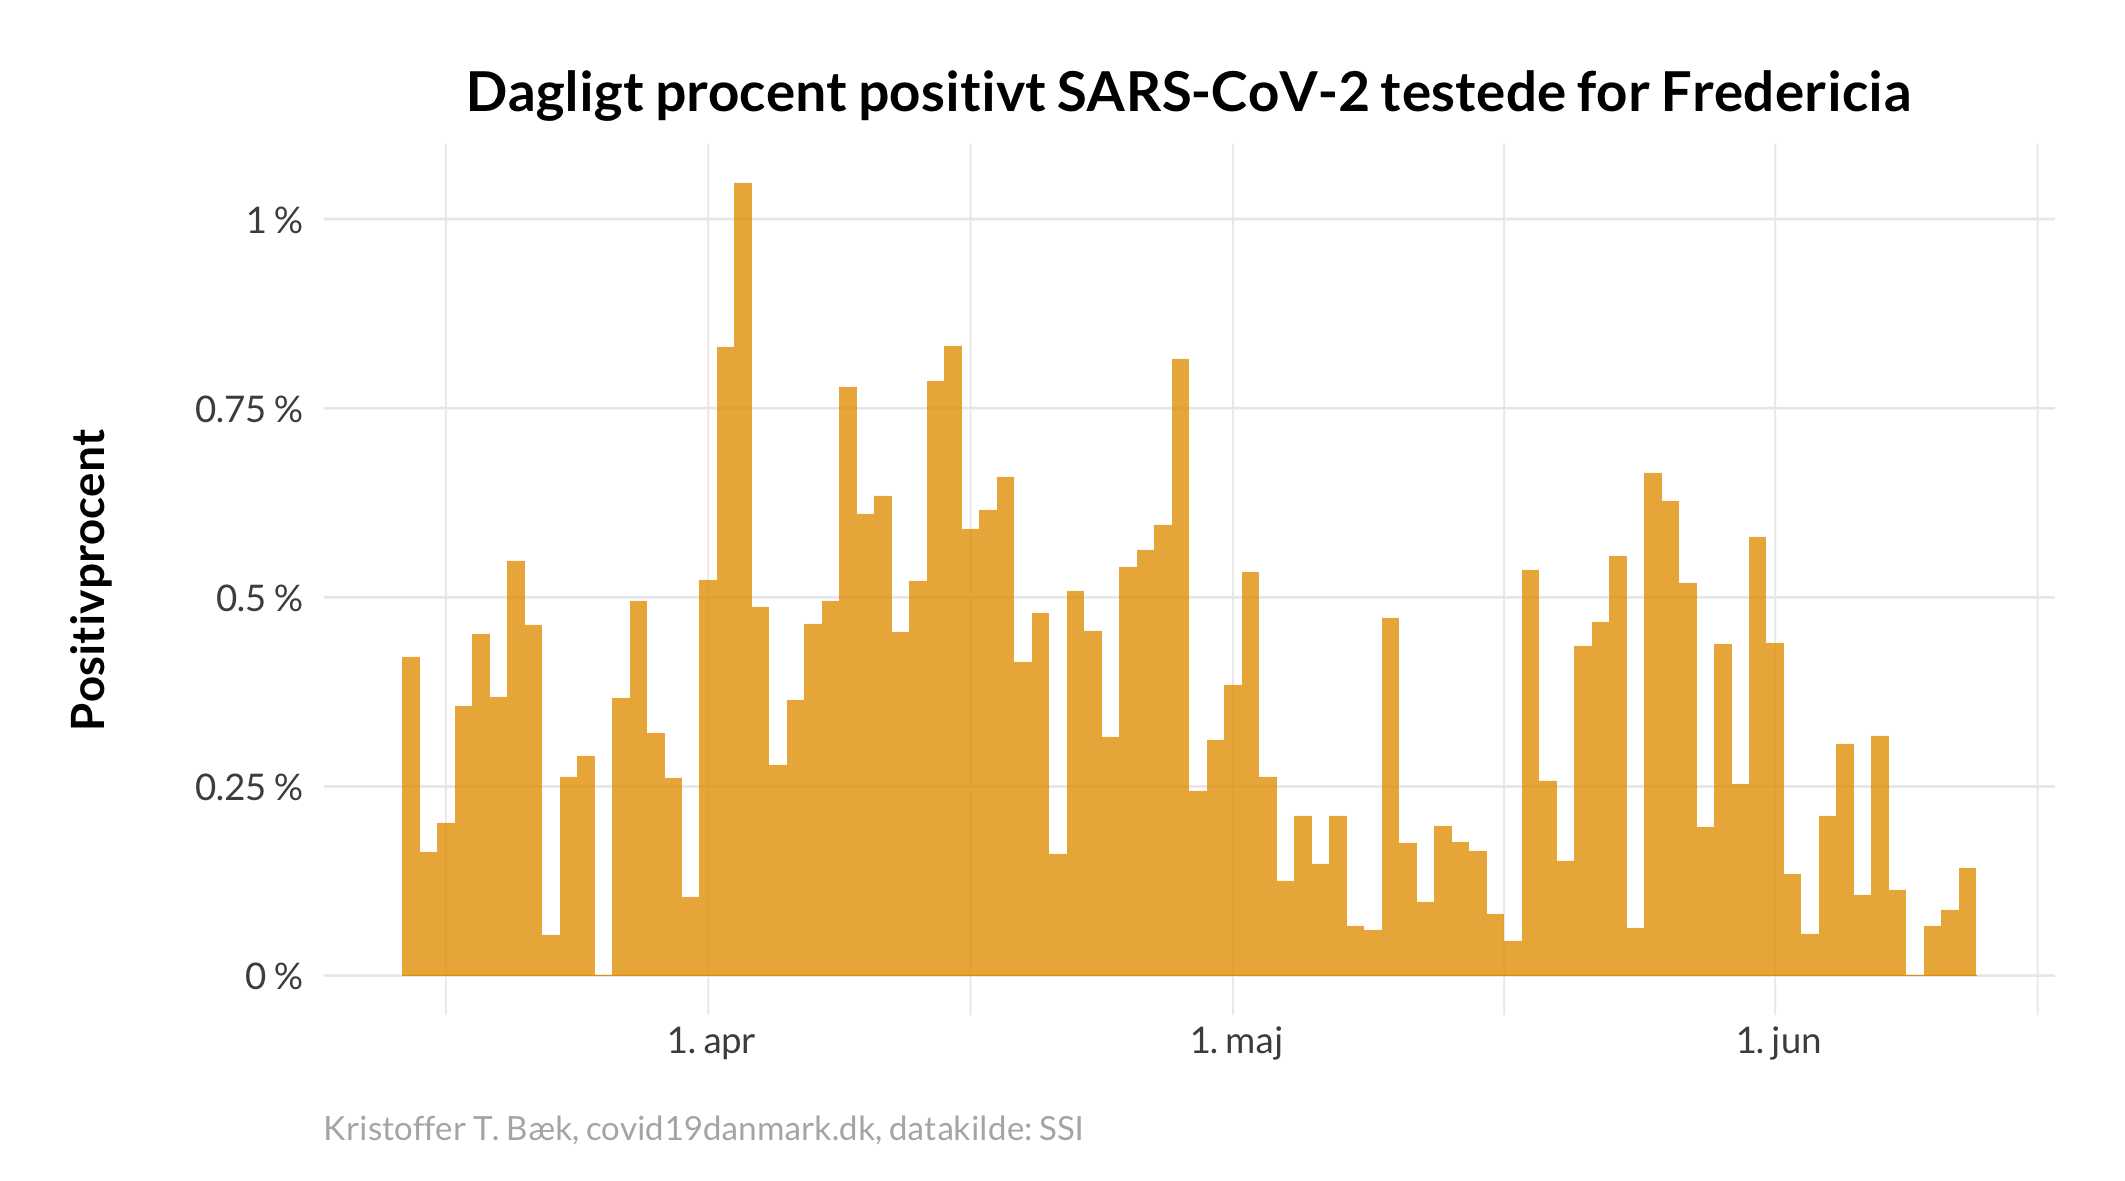 Dagligt procent positivt SARS-CoV-2 testede for Fredericia
Positivprocent
1 %
0.75 %
0.5 %
0.25 %
0 %
1. apr
1. maj
1. jun
Kristoffer T. Bæk, covid19danmark.dk, datakilde: SSI